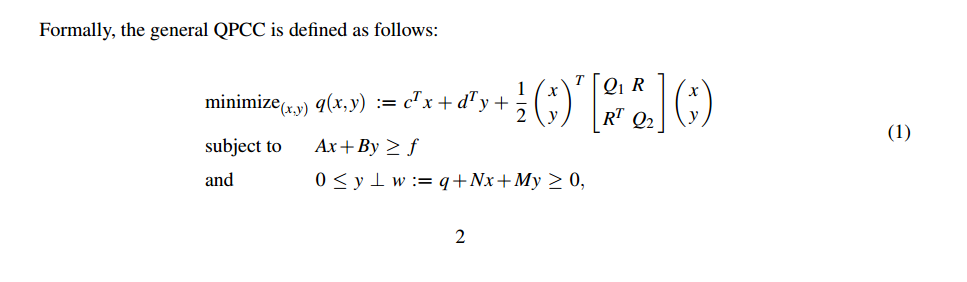 Formally, the general QPCC is defined as follows:
minimize(x,y) q(x,y) := c^T x + d^T y + 1/2 (x y)^T [Q1 R R^T Q2] (x y)
(1)
subject to Ax + By ≥ f
and 0 ≤ y ⊥ w := q + Nx + My ≥ 0,
2